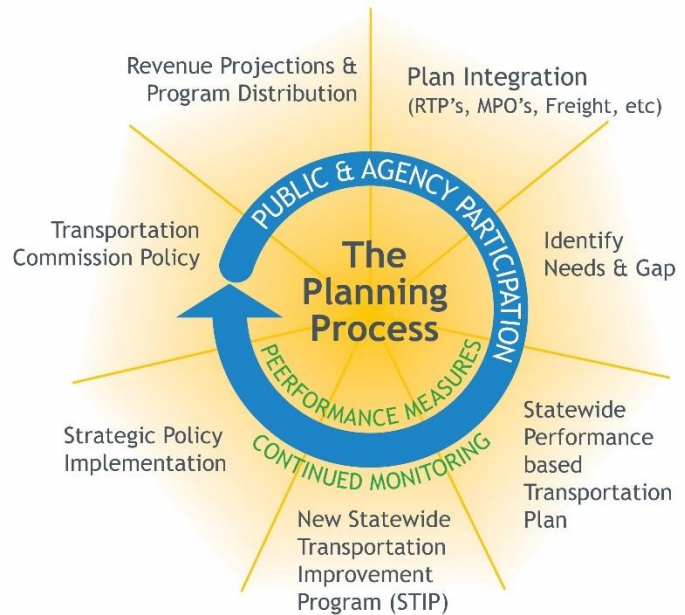 Revenue Projections &
Program Distribution
Plan Integration
(RTP's, MPO's, Freight, etc)
PUBLIC & AGENCY PARTICIPATION
Transportation
Commission Policy
The
Planning
Process
Identify
Needs & Gap
PEERFORMANCE MEASURES
CONTINUED MONITORING
Strategic Policy
Implementation
Statewide
Performance
based
Transportation
Plan
New Statewide
Transportation
Improvement
Program (STIP)